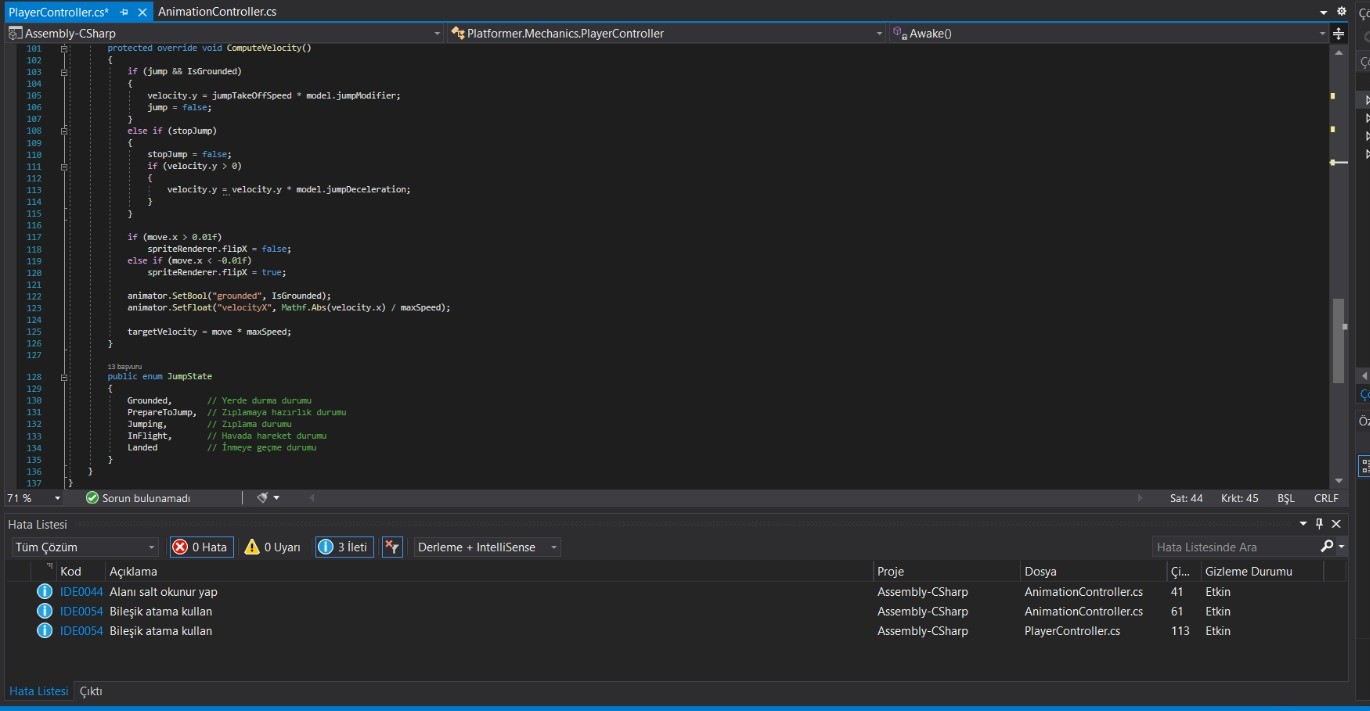 PlayerController.cs* AnimationController.cs
Assembly-CSharp Platformer.Mechanics.PlayerController Awake()
101 protected override void ComputeVelocity()
102 {
103 if (jump && IsGrounded)
104 {
105 velocity.y = jumpTakeOffSpeed * model.jumpModifier;
106 jump = false;
107 }
108 else if (stopJump)
109 {
110 stopJump = false;
111 if (velocity.y > 0)
112 {
113 velocity.y = velocity.y * model.jumpDeceleration;
114 }
115 }
116
117 if (move.x > 0.01f)
118 spriteRenderer.flipX = false;
119 else if (move.x < -0.01f)
120 spriteRenderer.flipX = true;
121
122 animator.SetBool("grounded", IsGrounded);
123 animator.SetFloat("velocityX", Mathf.Abs(velocity.x) / maxSpeed);
124
125 targetVelocity = move * maxSpeed;
126 }
127
13 başvuru
128 public enum JumpState
129 {
130 Grounded, // Yerde durma durumu
131 PrepareToJump, // Zıplamaya hazırlık durumu
132 Jumping, // Zıplama durumu
133 InFlight, // Havada hareket durumu
134 Landed // İnmeye geçme durumu
135 }
136 }
137 }
71 % Sorun bulunamadı Sat: 44 Krkt: 45 BŞL CRLF
Hata Listesi
Tüm Çözüm 0 Hata 0 Uyarı 3 İleti Derleme + IntelliSense Hata Listesinde Ara
Kod Açıklama Proje Dosya Çi... Gizleme Durumu
IDE0044 Alanı salt okunur yap Assembly-CSharp AnimationController.cs 41 Etkin
IDE0054 Bileşik atama kullan Assembly-CSharp AnimationController.cs 61 Etkin
IDE0054 Bileşik atama kullan Assembly-CSharp PlayerController.cs 113 Etkin
Hata Listesi Çıktı